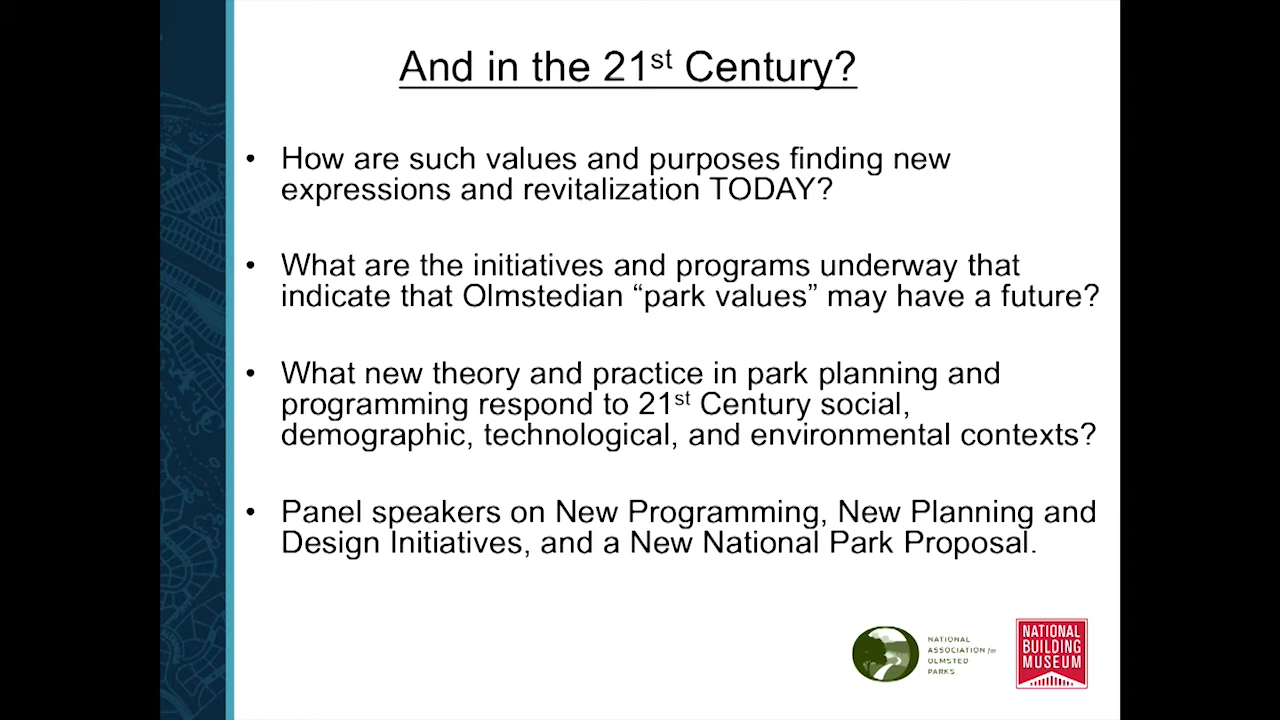 And in the 21st Century?
• How are such values and purposes finding new
expressions and revitalization TODAY?
• What are the initiatives and programs underway that
indicate that Olmstedian “park values” may have a future?
• What new theory and practice in park planning and
programming respond to 21st Century social,
demographic, technological, and environmental contexts?
• Panel speakers on New Programming, New Planning and
Design Initiatives, and a New National Park Proposal.
NATIONAL
ASSOCIATION for
OLMSTED
PARKS
NATIONAL
BUILDING
MUSEUM